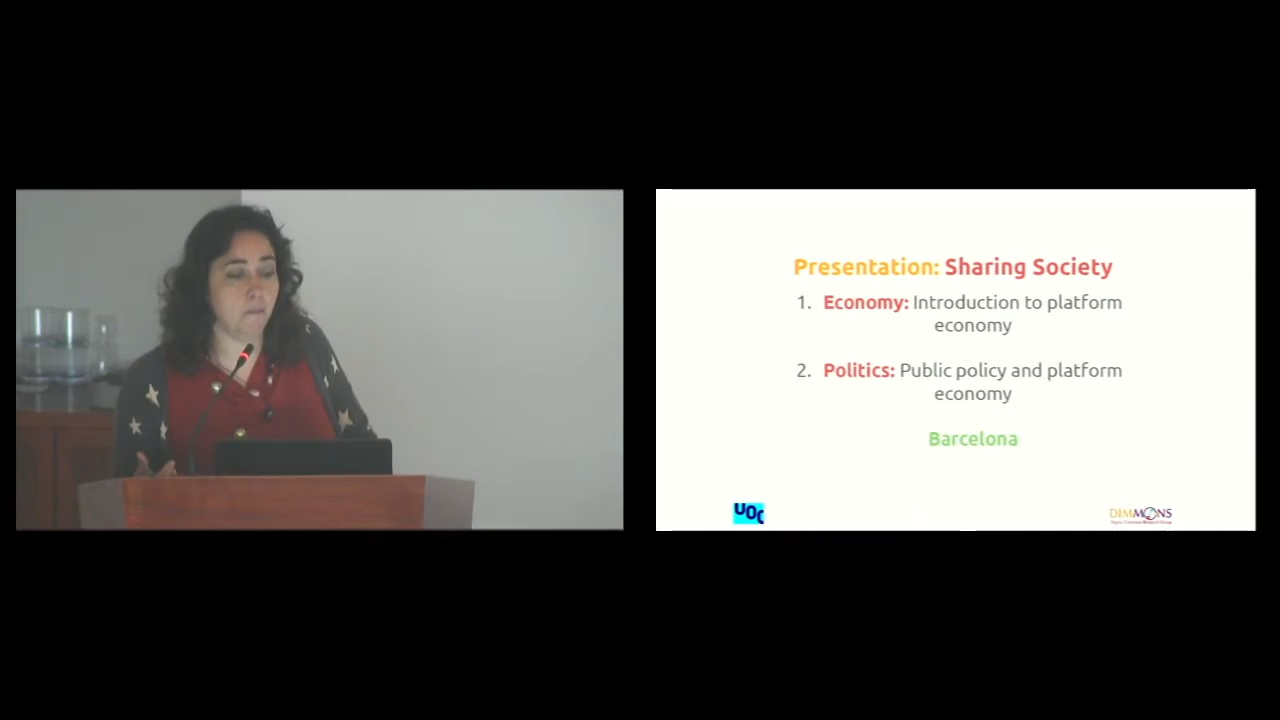 Presentation: Sharing Society
1. Economy: Introduction to platform
economy
2. Politics: Public policy and platform
economy
Barcelona
UOC
DIMMONS